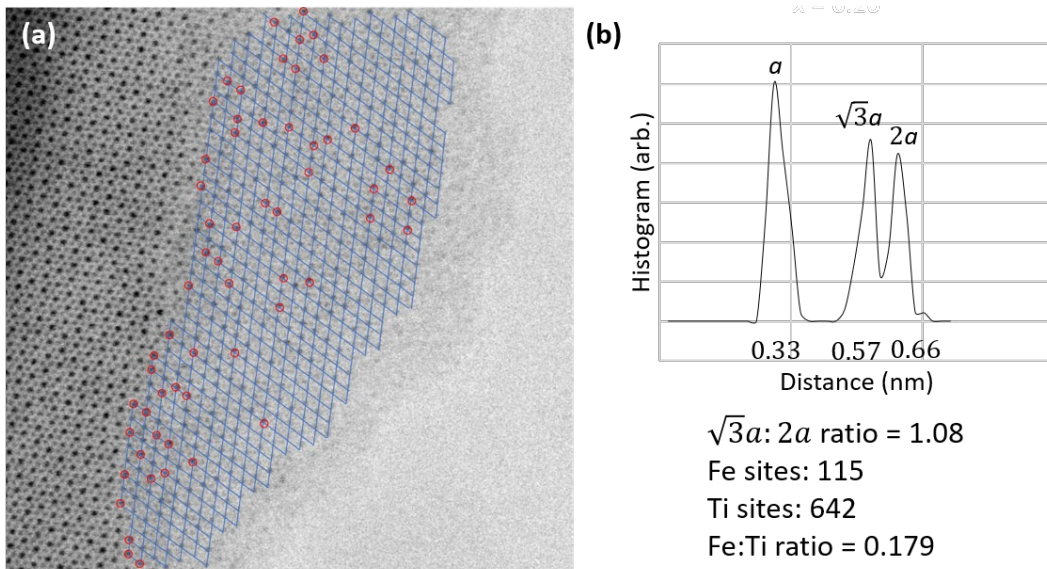 (a)
(b)
a
√3a
2a
Histogram (arb.)
0.33 0.57 0.66
Distance (nm)
√3a: 2a ratio = 1.08
Fe sites: 115
Ti sites: 642
Fe:Ti ratio = 0.179